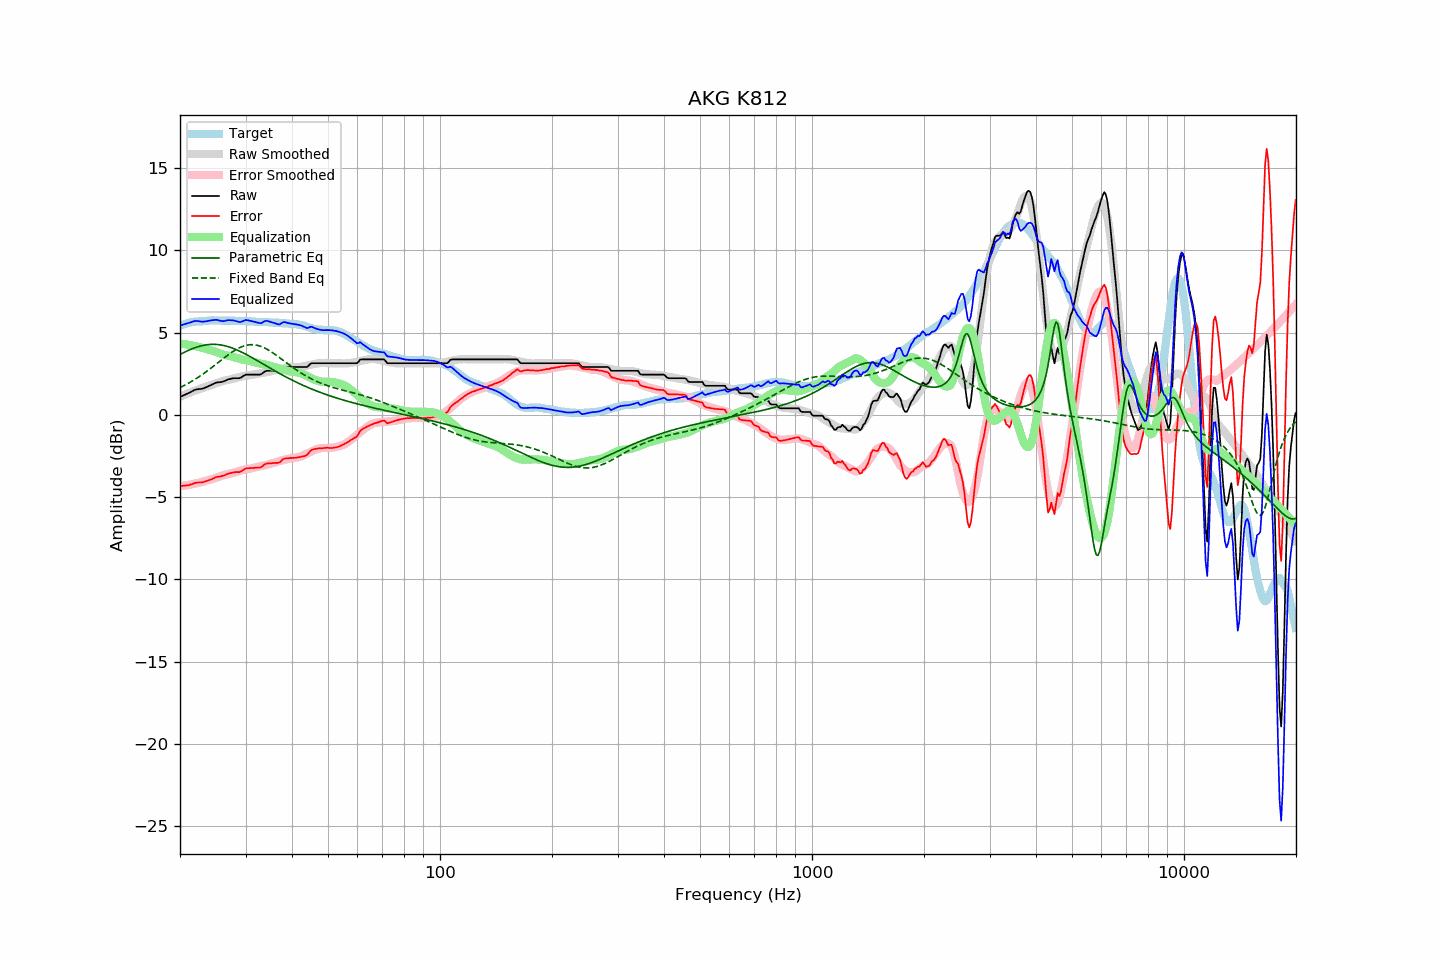 AKG K812
Target
Raw Smoothed
Error Smoothed
Raw
Error
Equalization
Parametric Eq
Fixed Band Eq
Equalized
15
10
5
0
−5
−10
−15
−20
−25
Amplitude (dBr)
100
1000
10000
Frequency (Hz)